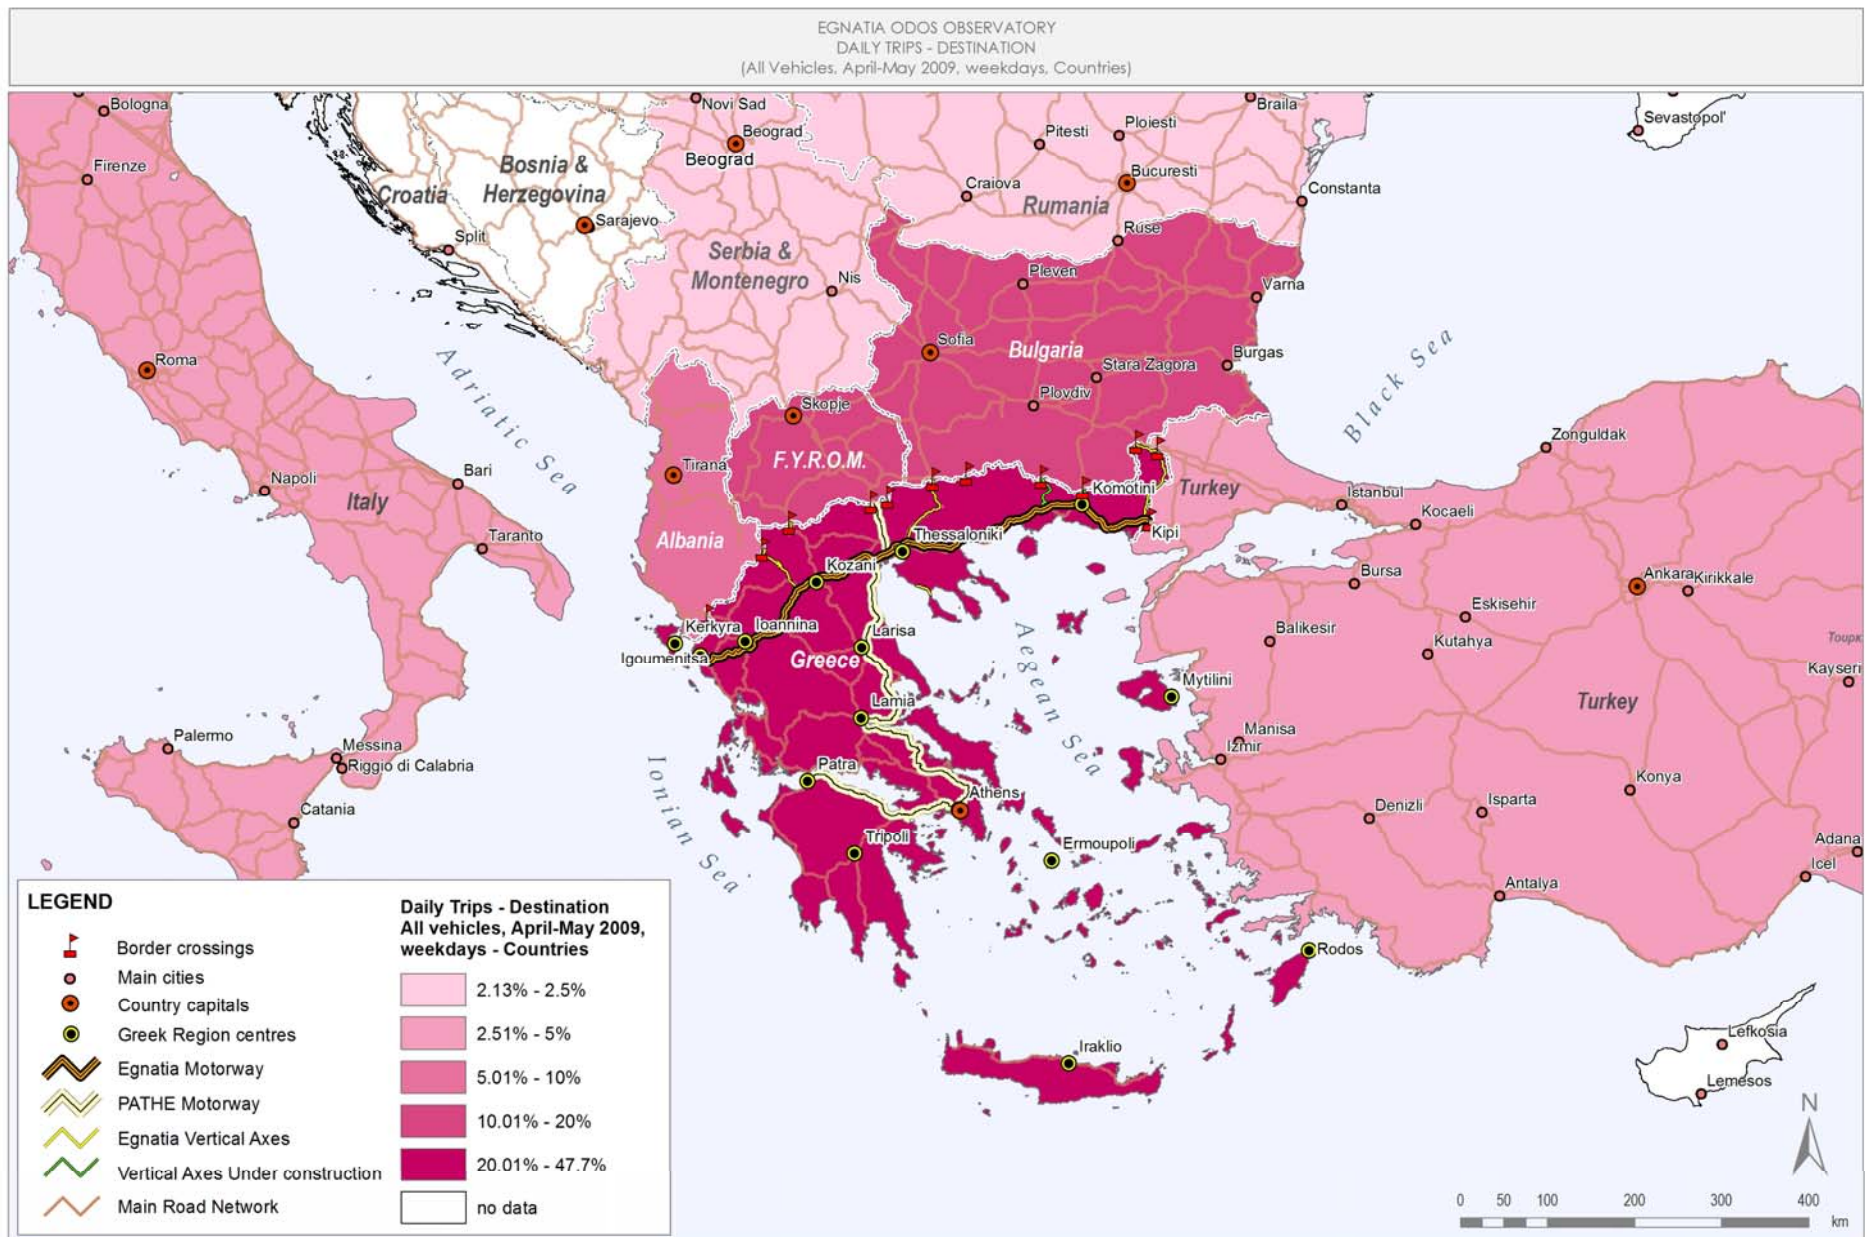 EGNATIA ODOS OBSERVATORY
DAILY TRIPS - DESTINATION
(All Vehicles, April-May 2009, weekdays, Countries)
Bologna
Novi Sad
Braila
Sevastopol'
Beograd
Beograd
Pitesti
Ploiesti
Firenze
Bosnia &
Herzegovina
Croatia
Bucuresti
Craiova
Rumania
Constanta
Sarajevo
Split
Ruse
Serbia &
Montenegro
Nis
Pleven
Varna
Adriatic Sea
Roma
Sofia
Bulgaria
Stara Zagora
Burgas
Black Sea
Plovdiv
Skopje
F.Y.R.O.M.
Tirana
Zonguldak
Napoli
Bari
Italy
Komotini
Turkey
Istanbul
Kocaeli
Taranto
Albania
Thessaloniki
Kipi
Kozani
Bursa
Ankara
Kirikkale
Eskisehir
Kerkyra
Ioannina
Larisa
Balikesir
Kutahya
Τουρκ
Igoumenitsa
Greece
Aegean Sea
Kayseri
Mytilini
Lamia
Turkey
Palermo
Messina
Riggio di Calabria
Manisa
Izmir
Ionian Sea
Patra
Athens
Konya
Catania
Denizli
Isparta
Tripoli
Ermoupoli
Adana
Icel
Antalya
Rodos
Iraklio
Lefkosia
Lemesos
LEGEND
Border crossings
Main cities
Country capitals
Greek Region centres
Egnatia Motorway
PATHE Motorway
Egnatia Vertical Axes
Vertical Axes Under construction
Main Road Network
Daily Trips - Destination
All vehicles, April-May 2009,
weekdays - Countries
2.13% - 2.5%
2.51% - 5%
5.01% - 10%
10.01% - 20%
20.01% - 47.7%
no data
N
0 50 100 200 300 400
km